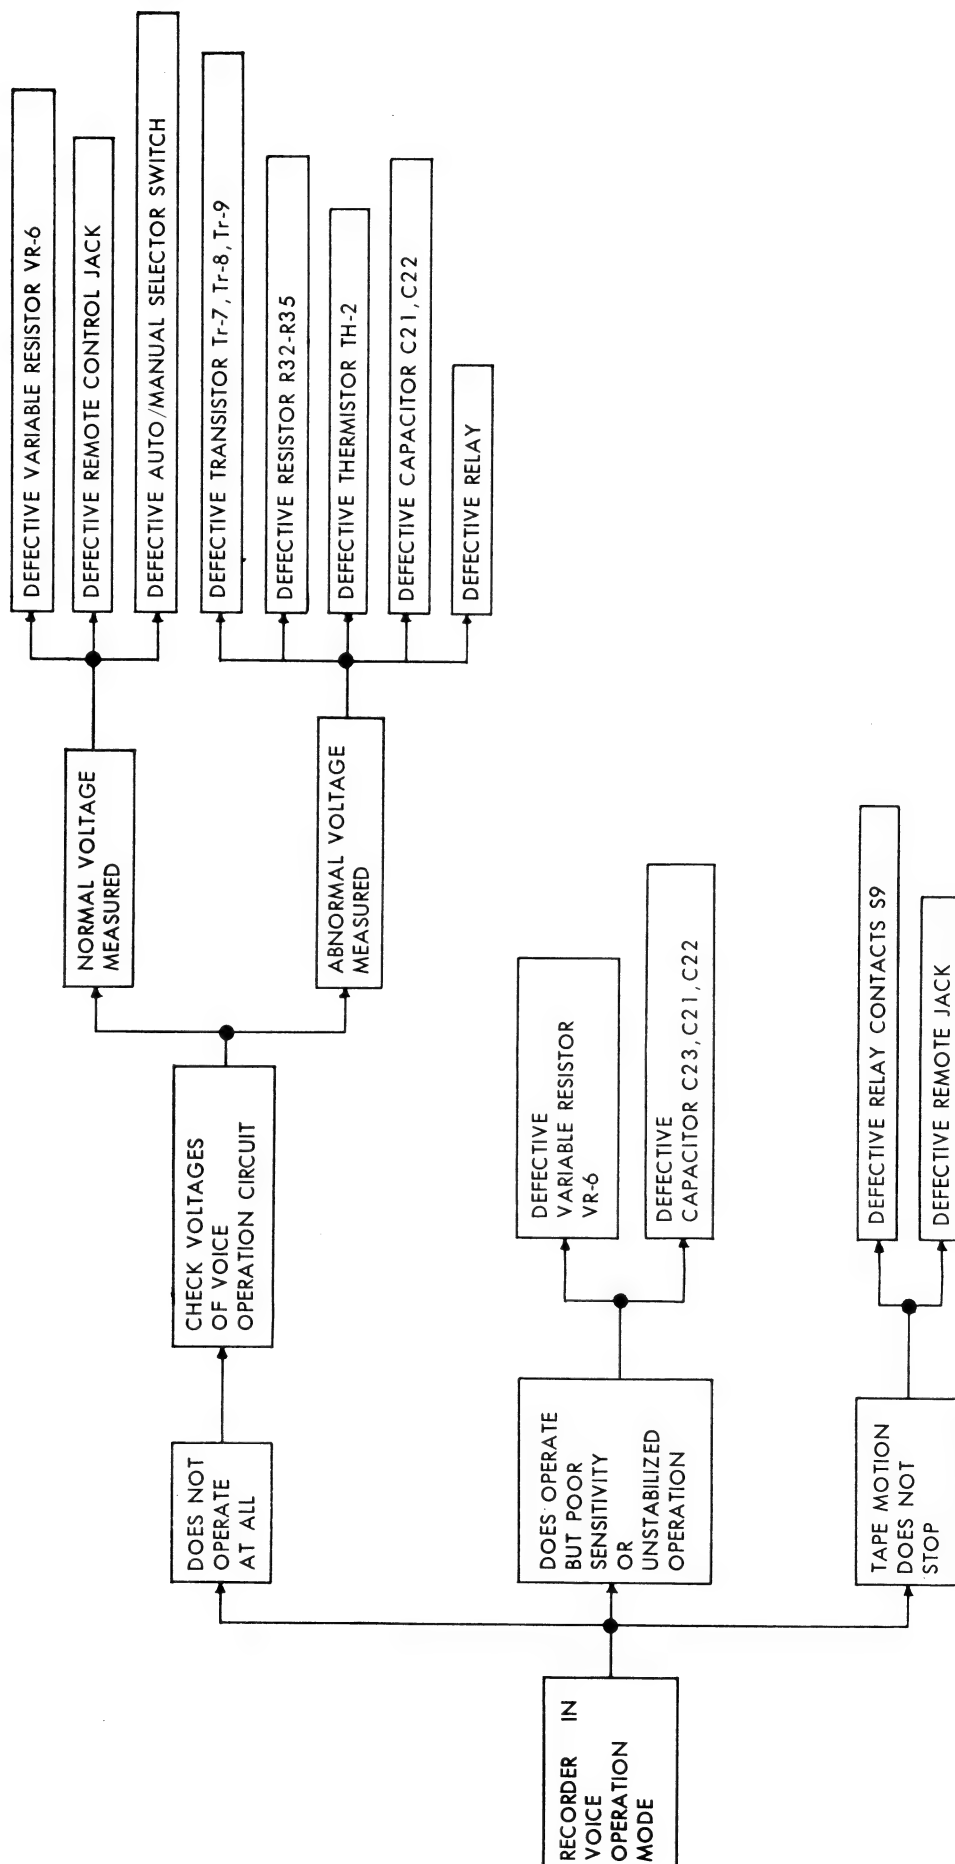 RECORDER IN
VOICE
OPERATION
MODE
DOES NOT
OPERATE
AT ALL
CHECK VOLTAGES
OF VOICE
OPERATION CIRCUIT
NORMAL VOLTAGE
MEASURED
DEFECTIVE VARIABLE RESISTOR VR-6
DEFECTIVE REMOTE CONTROL JACK
DEFECTIVE AUTO/MANUAL SELECTOR SWITCH
ABNORMAL VOLTAGE
MEASURED
DEFECTIVE TRANSISTOR Tr-7, Tr-8, Tr-9
DEFECTIVE RESISTOR R32-R35
DEFECTIVE THERMISTOR TH-2
DEFECTIVE CAPACITOR C21, C22
DEFECTIVE RELAY
DOES OPERATE
BUT POOR
SENSITIVITY
OR
UNSTABILIZED
OPERATION
DEFECTIVE
VARIABLE RESISTOR
VR-6
DEFECTIVE
CAPACITOR C23, C21, C22
TAPE MOTION
DOES NOT
STOP
DEFECTIVE RELAY CONTACTS S9
DEFECTIVE REMOTE JACK